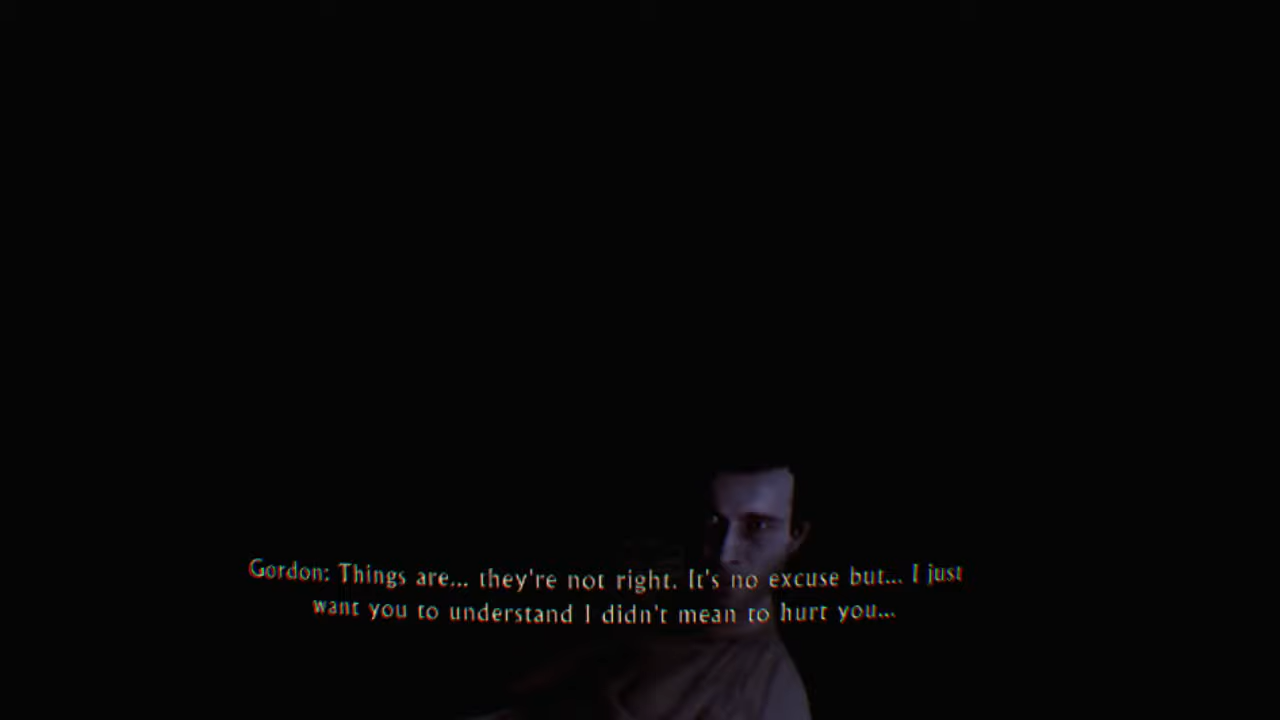 Gordon: Things are... they're not right. It's no excuse but... I just
want you to understand I didn't mean to hurt you...